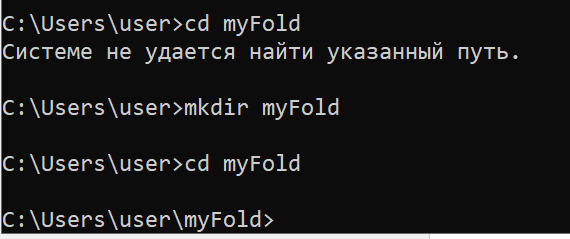 C:\Users\user>cd myFold
Системе не удается найти указанный путь.
C:\Users\user>mkdir myFold
C:\Users\user>cd myFold
C:\Users\user\myFold>